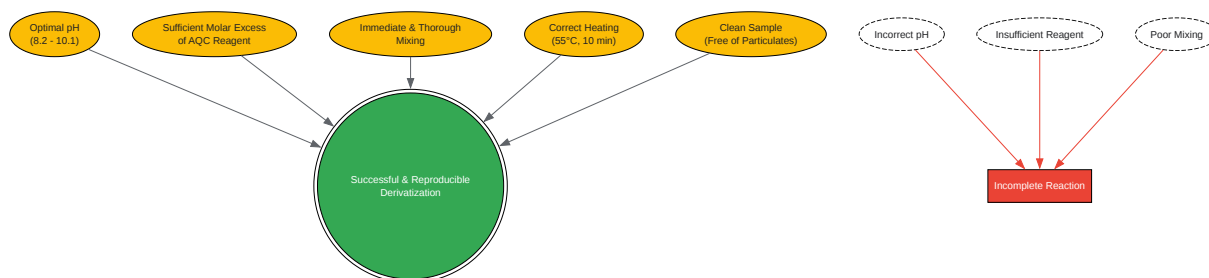 Optimal pH
(8.2 - 10.1)
Sufficient Molar Excess
of AQC Reagent
Immediate & Thorough
Mixing
Correct Heating
(55°C, 10 min)
Clean Sample
(Free of Particulates)
Incorrect pH
Insufficient Reagent
Poor Mixing
Successful & Reproducible
Derivatization
Incomplete Reaction